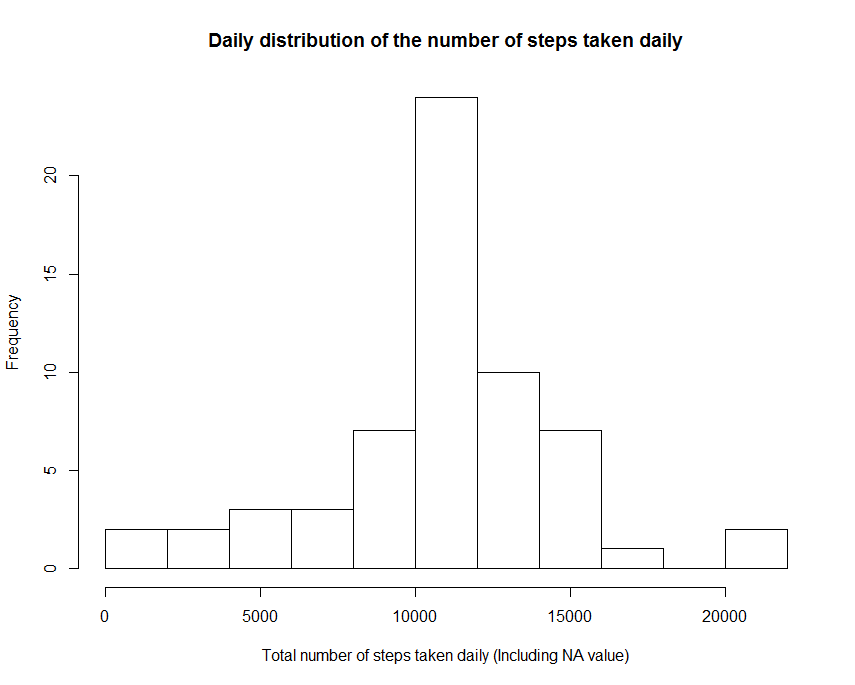 Daily distribution of the number of steps taken daily
Frequency
20
15
10
5
0
0 5000 10000 15000 20000
Total number of steps taken daily (Including NA value)